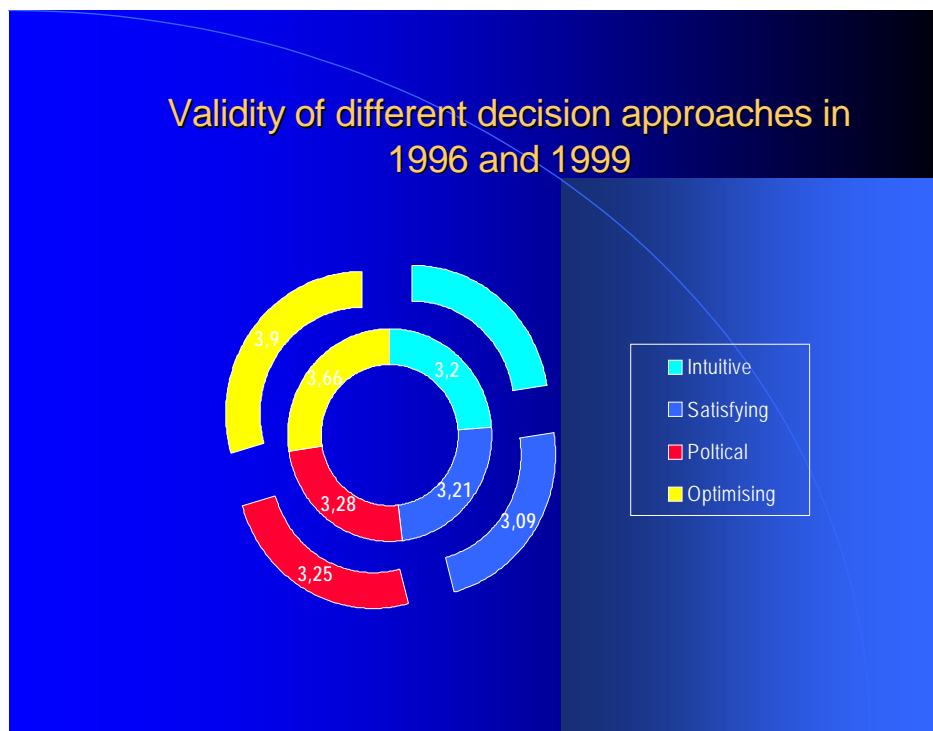 Validity of different decision approaches in
1996 and 1999
3,9
3,66
3,2
3,21
3,09
3,28
3,25
Intuitive
Satisfying
Poltical
Optimising